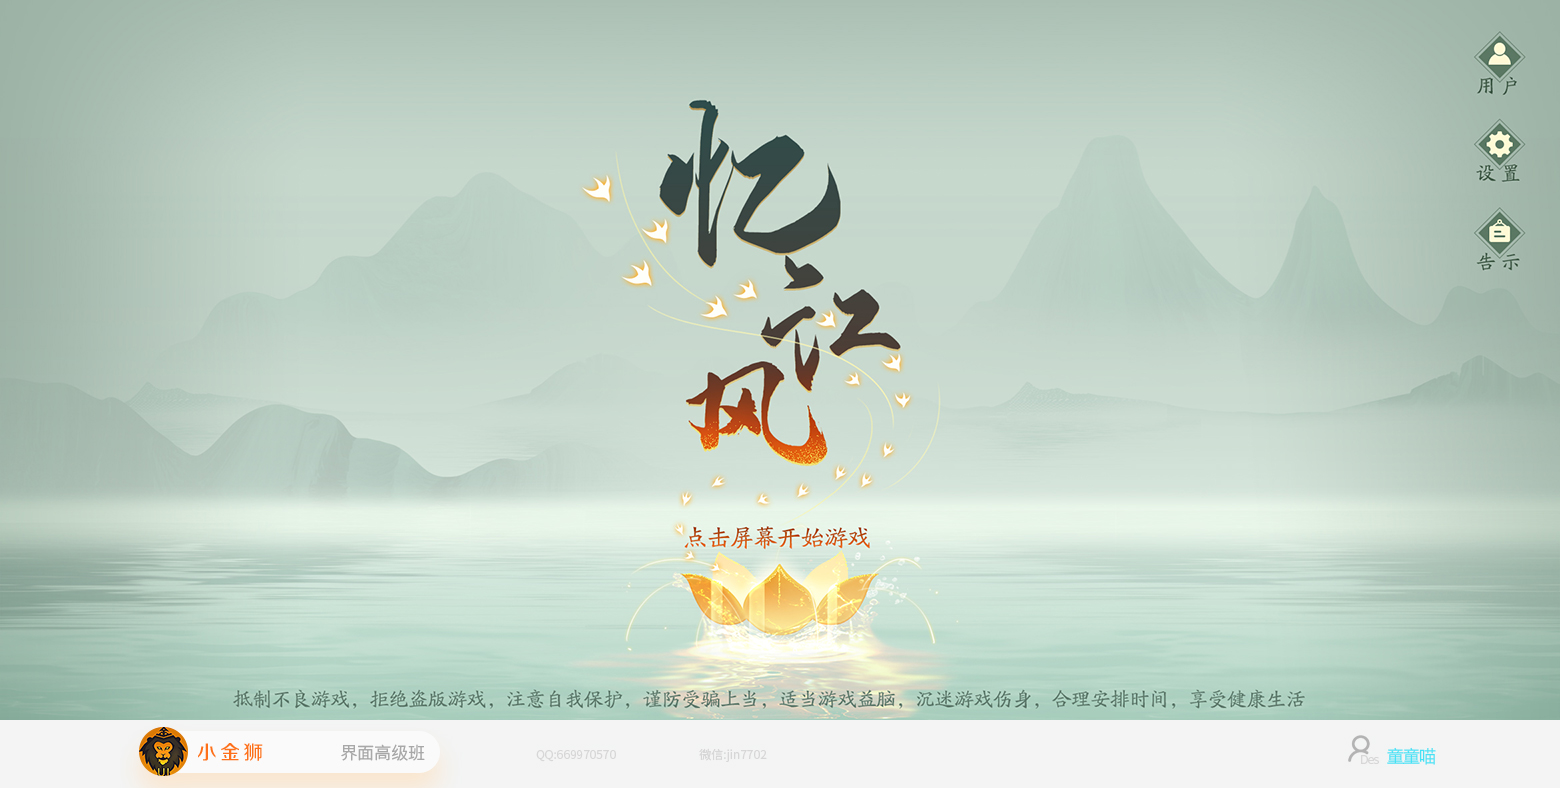 用户
设置
告示
忆
江
风
点击屏幕开始游戏
抵制不良游戏，拒绝盗版游戏，注意自我保护，谨防受骗上当，适当游戏益脑，沉迷游戏伤身，合理安排时间，享受健康生活
UI
小金狮
界面高级班
QQ:669970570
微信:jin7702
Des
童童喵